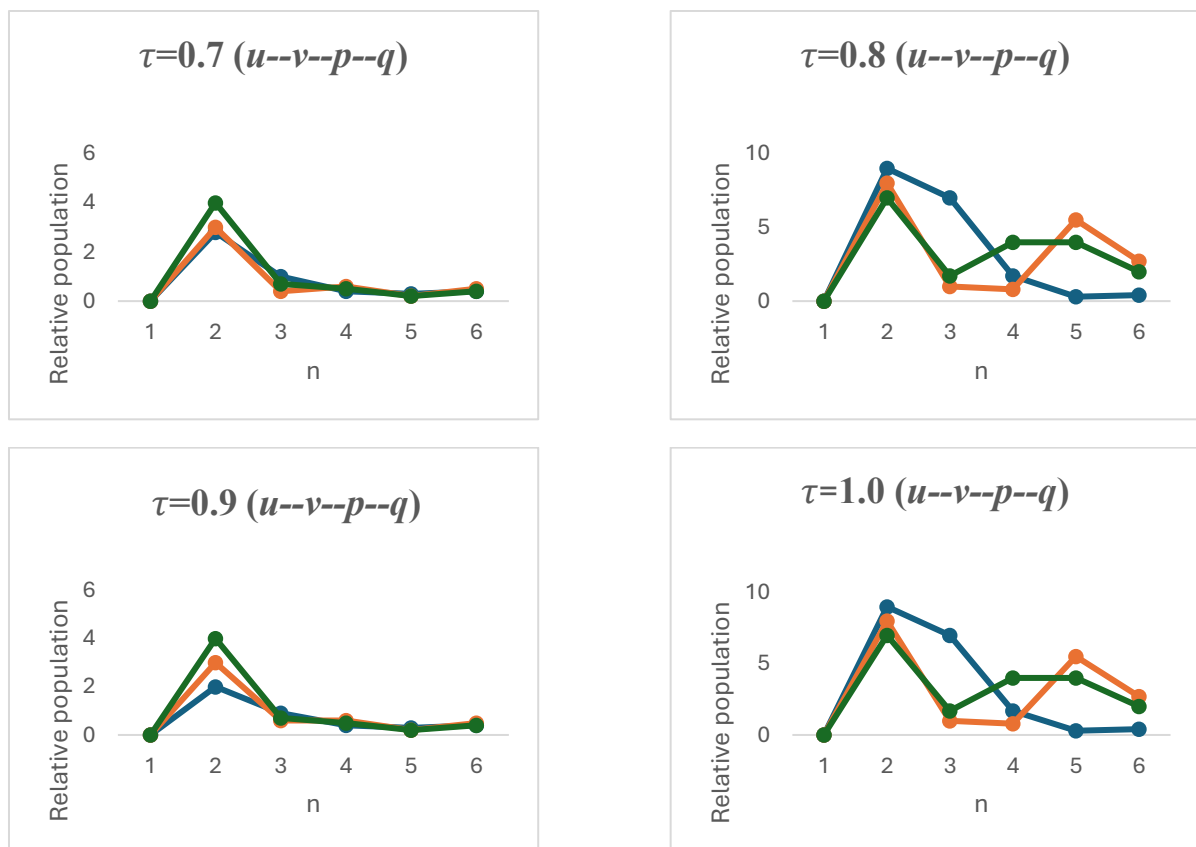 τ=0.7 (u--v--p--q)
Relative population
6
4
2
0
1 2 3 4 5 6
n
τ=0.8 (u--v--p--q)
Relative population
10
5
0
1 2 3 4 5 6
n
τ=0.9 (u--v--p--q)
Relative population
6
4
2
0
1 2 3 4 5 6
n
τ=1.0 (u--v--p--q)
Relative population
10
5
0
1 2 3 4 5 6
n